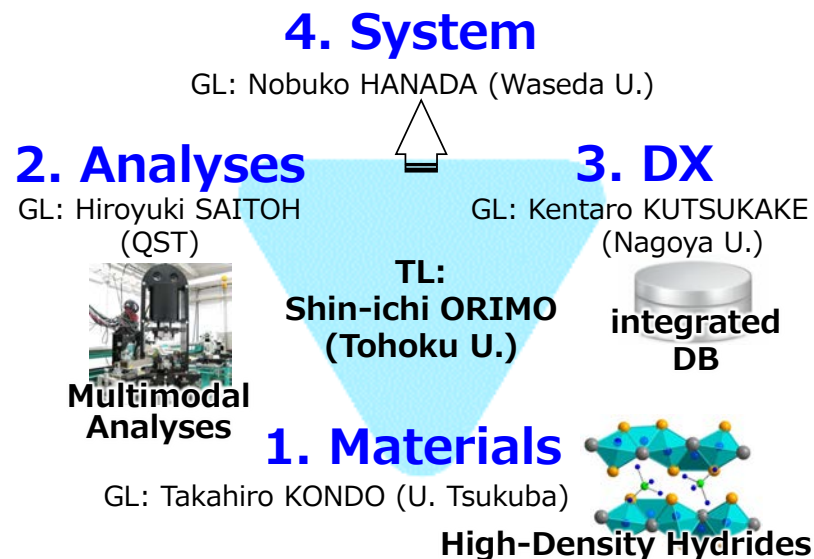 4. System
GL: Nobuko HANADA (Waseda U.)
2. Analyses
GL: Hiroyuki SAITOH
(QST)
Multimodal
Analyses
3. DX
GL: Kentaro KUTSUKAKE
(Nagoya U.)
integrated
DB
TL:
Shin-ichi ORIMO
(Tohoku U.)
1. Materials
GL: Takahiro KONDO (U. Tsukuba)
High-Density Hydrides